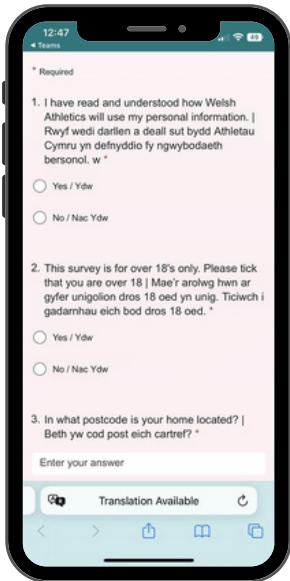 12:47
◀ Teams
49
* Required
1. I have read and understood how Welsh
Athletics will use my personal information. |
Rwyf wedi darllen a deall sut bydd Athletau
Cymru yn defnyddio fy ngwybodaeth
bersonol. w *
Yes / Ydw
No / Nac Ydw
2. This survey is for over 18's only. Please tick
that you are over 18 | Mae'r arolwg hwn ar
gyfer unigolion dros 18 oed yn unig. Ticiwch i
gadarnhau eich bod dros 18 oed. *
Yes / Ydw
No / Nac Ydw
3. In what postcode is your home located? |
Beth yw cod post eich cartref? *
Enter your answer
Translation Available